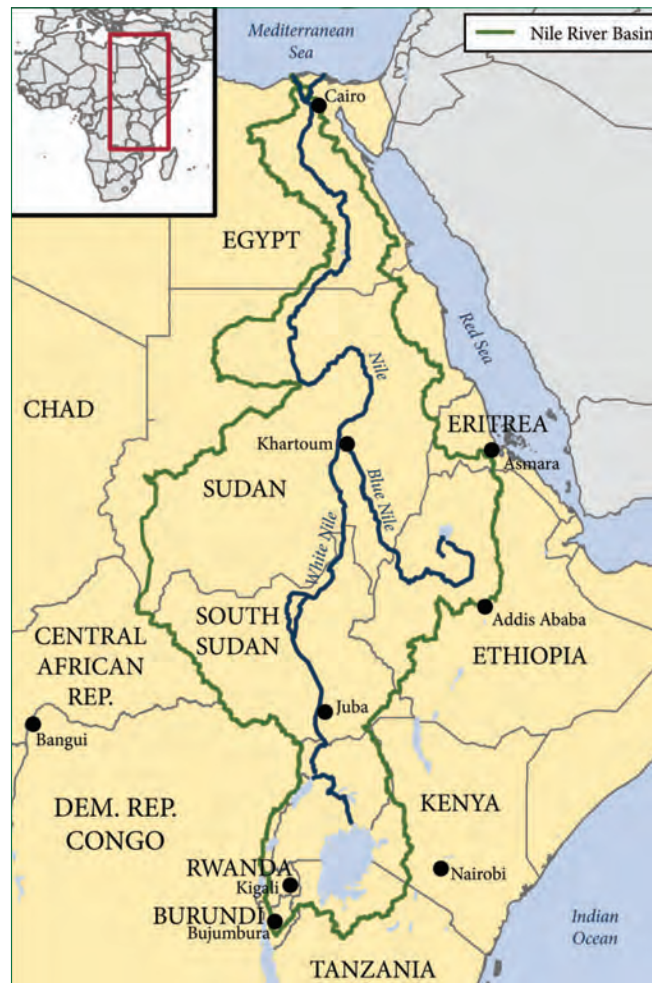 Mediterranean
Sea
Nile River Basin
Cairo
EGYPT
Red Sea
Nile
CHAD
ERITREA
Khartoum
Asmara
SUDAN
Blue Nile
White Nile
SOUTH
SUDAN
Addis Ababa
CENTRAL
AFRICAN
REP.
ETHIOPIA
Juba
Bangui
DEM. REP.
CONGO
KENYA
RWANDA
Kigali
Nairobi
BURUNDI
Bujumbura
Indian
Ocean
TANZANIA